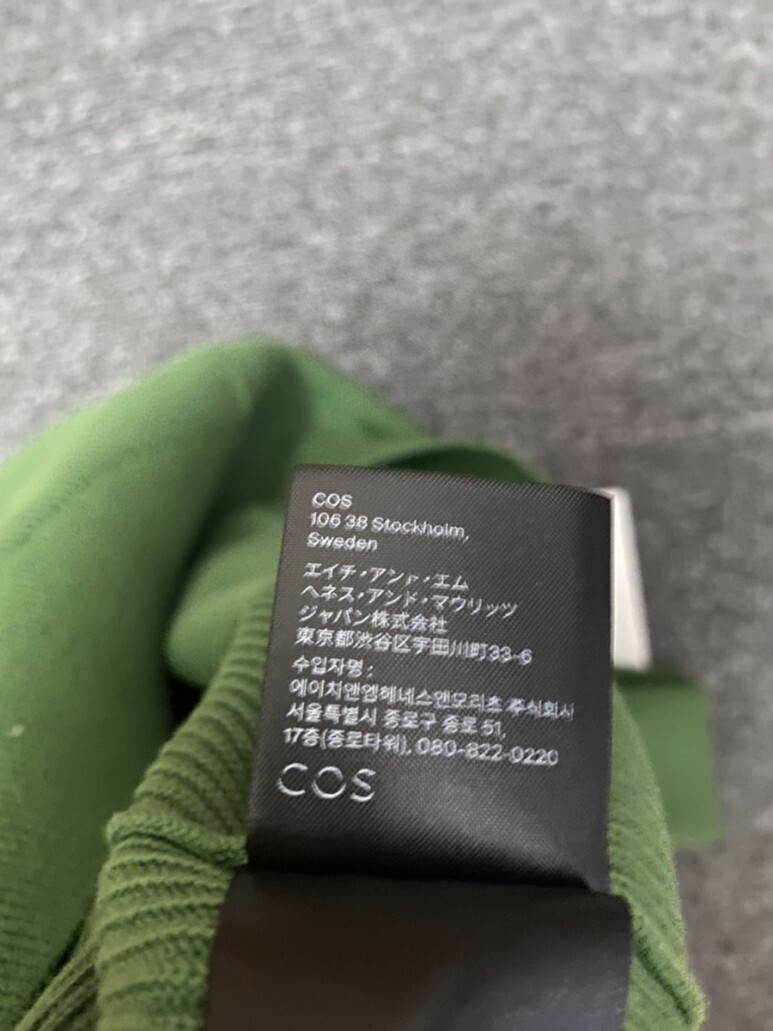 COS
106 38 Stockholm,
Sweden
エイチ・アンド・エム
ヘネス・アンド・マウリッツ
ジャパン株式会社
東京都渋谷区宇田川町33-6
수입자명 :
에이치앤엠헤네스앤모리츠 주식회사
서울특별시 종로구 종로 51,
17층(종로타워), 080-822-0220
COS